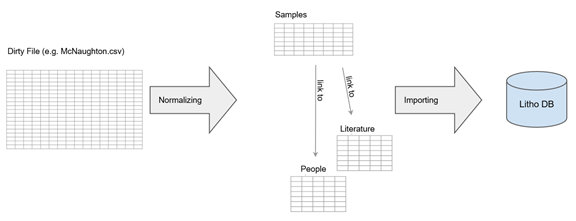 Samples
Dirty File (e.g. McNaughton.csv)
link to
link to
Normalizing
Importing
Litho DB
Literature
People